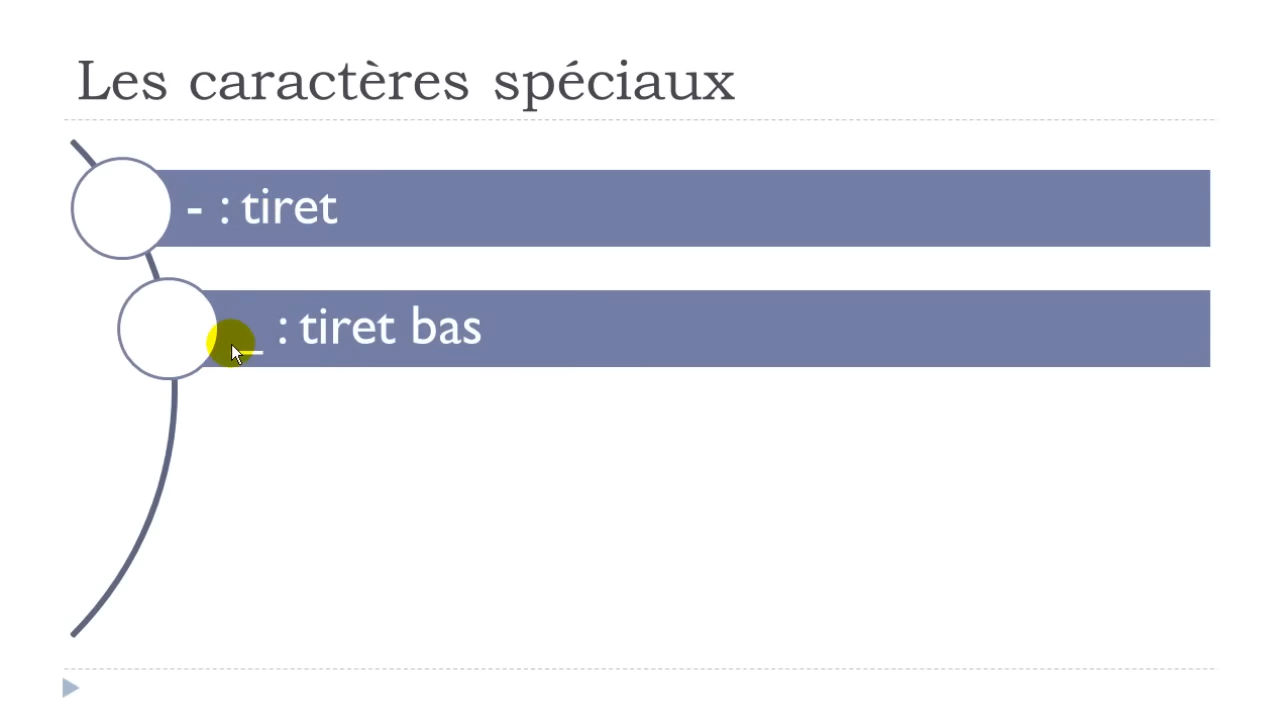 Les caractères spéciaux
- : tiret
_ : tiret bas